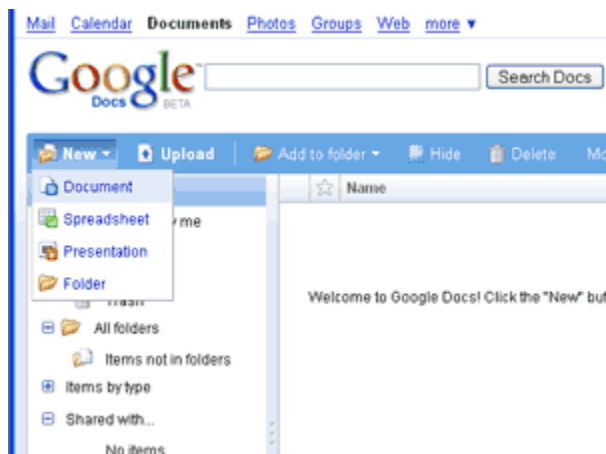 Mail Calendar Documents Photos Groups Web more ▼
Google
Docs BETA
Search Docs
New Upload Add to folder Hide Delete
Document
Name
Spreadsheet
me
Presentation
Folder
Trash
Welcome to Google Docs! Click the "New"
All folders
Items not in folders
Items by type
Shared with...
No items